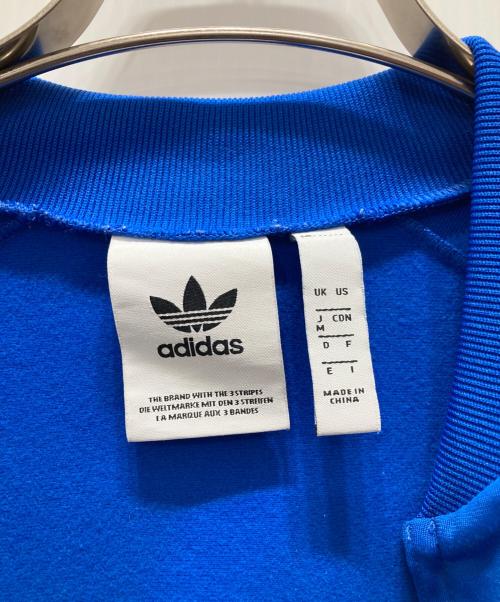 adidas
THE BRAND WITH THE 3 STRIPES
DIE WELTMARKE MIT DEN 3 STREIFEN
LA MARQUE AUX 3 BANDES
UK US
J CDN
M
D F
E I
MADE IN
CHINA